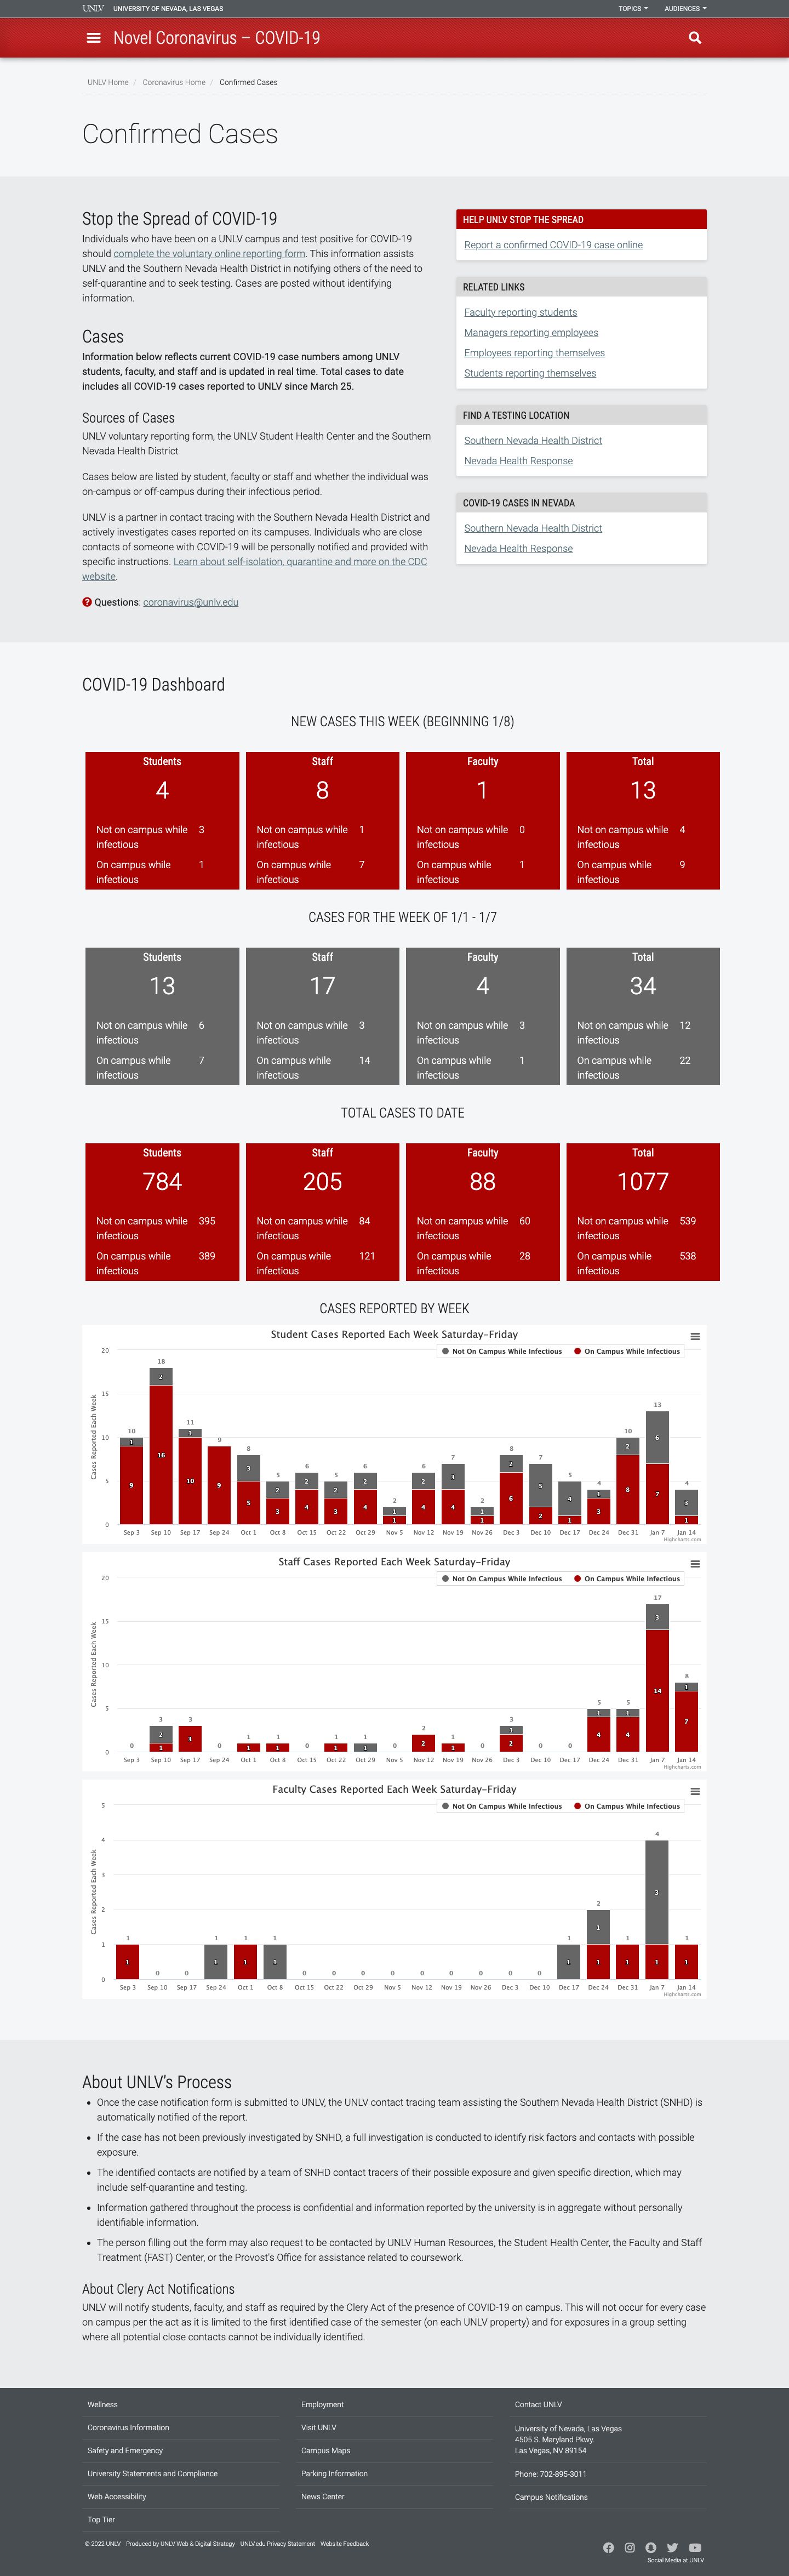 UNLV UNIVERSITY OF NEVADA, LAS VEGAS TOPICS AUDIENCES
Novel Coronavirus – COVID-19
UNLV Home / Coronavirus Home / Confirmed Cases
Confirmed Cases
Stop the Spread of COVID-19
Individuals who have been on a UNLV campus and test positive for COVID-19
should complete the voluntary online reporting form. This information assists
UNLV and the Southern Nevada Health District in notifying others of the need to
self-quarantine and to seek testing. Cases are posted without identifying
information.
Cases
Information below reflects current COVID-19 case numbers among UNLV
students, faculty, and staff and is updated in real time. Total cases to date
includes all COVID-19 cases reported to UNLV since March 25.
Sources of Cases
UNLV voluntary reporting form, the UNLV Student Health Center and the Southern
Nevada Health District
Cases below are listed by student, faculty or staff and whether the individual was
on-campus or off-campus during their infectious period.
UNLV is a partner in contact tracing with the Southern Nevada Health District and
actively investigates cases reported on its campuses. Individuals who are close
contacts of someone with COVID-19 will be personally notified and provided with
specific instructions. Learn about self-isolation, quarantine and more on the CDC
website.
Questions: coronavirus@unlv.edu
HELP UNLV STOP THE SPREAD
Report a confirmed COVID-19 case online
RELATED LINKS
Faculty reporting students
Managers reporting employees
Employees reporting themselves
Students reporting themselves
FIND A TESTING LOCATION
Southern Nevada Health District
Nevada Health Response
COVID-19 CASES IN NEVADA
Southern Nevada Health District
Nevada Health Response
COVID-19 Dashboard
NEW CASES THIS WEEK (BEGINNING 1/8)
Students
4
Not on campus while 3
infectious
On campus while 1
infectious
Staff
8
Not on campus while 1
infectious
On campus while 7
infectious
Faculty
1
Not on campus while 0
infectious
On campus while 1
infectious
Total
13
Not on campus while 4
infectious
On campus while 9
infectious
CASES FOR THE WEEK OF 1/1 - 1/7
Students
13
Not on campus while 6
infectious
On campus while 7
infectious
Staff
17
Not on campus while 3
infectious
On campus while 14
infectious
Faculty
4
Not on campus while 3
infectious
On campus while 1
infectious
Total
34
Not on campus while 12
infectious
On campus while 22
infectious
TOTAL CASES TO DATE
Students
784
Not on campus while 395
infectious
On campus while 389
infectious
Staff
205
Not on campus while 84
infectious
On campus while 121
infectious
Faculty
88
Not on campus while 60
infectious
On campus while 28
infectious
Total
1077
Not on campus while 539
infectious
On campus while 538
infectious
CASES REPORTED BY WEEK
Student Cases Reported Each Week Saturday–Friday
Not On Campus While Infectious On Campus While Infectious
Cases Reported Each Week
20
15
10
5
0
10 18 11 9 8 5 6 5 6 2 6 7 2 8 7 5 4 10 13 4
1 2 1 3 2 2 2 2 1 2 3 1 2 5 4 1 2 6 3
9 16 10 9 5 3 4 3 4 1 4 4 1 6 2 1 3 8 7 1
Sep 3 Sep 10 Sep 17 Sep 24 Oct 1 Oct 8 Oct 15 Oct 22 Oct 29 Nov 5 Nov 12 Nov 19 Nov 26 Dec 3 Dec 10 Dec 17 Dec 24 Dec 31 Jan 7 Jan 14
Highcharts.com
Staff Cases Reported Each Week Saturday–Friday
Not On Campus While Infectious On Campus While Infectious
Cases Reported Each Week
20
15
10
5
0
0 3 3 0 1 1 0 1 1 0 2 1 0 3 0 0 5 5 17 8
2 1 1 1 1 3 1
1 3 1 1 1 2 1 2 4 4 14 7
Sep 3 Sep 10 Sep 17 Sep 24 Oct 1 Oct 8 Oct 15 Oct 22 Oct 29 Nov 5 Nov 12 Nov 19 Nov 26 Dec 3 Dec 10 Dec 17 Dec 24 Dec 31 Jan 7 Jan 14
Highcharts.com
Faculty Cases Reported Each Week Saturday–Friday
Not On Campus While Infectious On Campus While Infectious
Cases Reported Each Week
5
4
3
2
1
0
1 0 0 1 1 1 0 0 0 0 0 0 0 0 0 1 2 1 4 1
1 3
1 1 1 1 1 1 1 1 1
Sep 3 Sep 10 Sep 17 Sep 24 Oct 1 Oct 8 Oct 15 Oct 22 Oct 29 Nov 5 Nov 12 Nov 19 Nov 26 Dec 3 Dec 10 Dec 17 Dec 24 Dec 31 Jan 7 Jan 14
Highcharts.com
About UNLV's Process
Once the case notification form is submitted to UNLV, the UNLV contact tracing team assisting the Southern Nevada Health District (SNHD) is
automatically notified of the report.
If the case has not been previously investigated by SNHD, a full investigation is conducted to identify risk factors and contacts with possible
exposure.
The identified contacts are notified by a team of SNHD contact tracers of their possible exposure and given specific direction, which may
include self-quarantine and testing.
Information gathered throughout the process is confidential and information reported by the university is in aggregate without personally
identifiable information.
The person filling out the form may also request to be contacted by UNLV Human Resources, the Student Health Center, the Faculty and Staff
Treatment (FAST) Center, or the Provost's Office for assistance related to coursework.
About Clery Act Notifications
UNLV will notify students, faculty, and staff as required by the Clery Act of the presence of COVID-19 on campus. This will not occur for every case
on campus per the act as it is limited to the first identified case of the semester (on each UNLV property) and for exposures in a group setting
where all potential close contacts cannot be individually identified.
Wellness
Coronavirus Information
Safety and Emergency
University Statements and Compliance
Web Accessibility
Top Tier
Employment
Visit UNLV
Campus Maps
Parking Information
News Center
Contact UNLV
University of Nevada, Las Vegas
4505 S. Maryland Pkwy.
Las Vegas, NV 89154
Phone: 702-895-3011
Campus Notifications
© 2022 UNLV Produced by UNLV Web & Digital Strategy UNLV.edu Privacy Statement Website Feedback
Social Media at UNLV